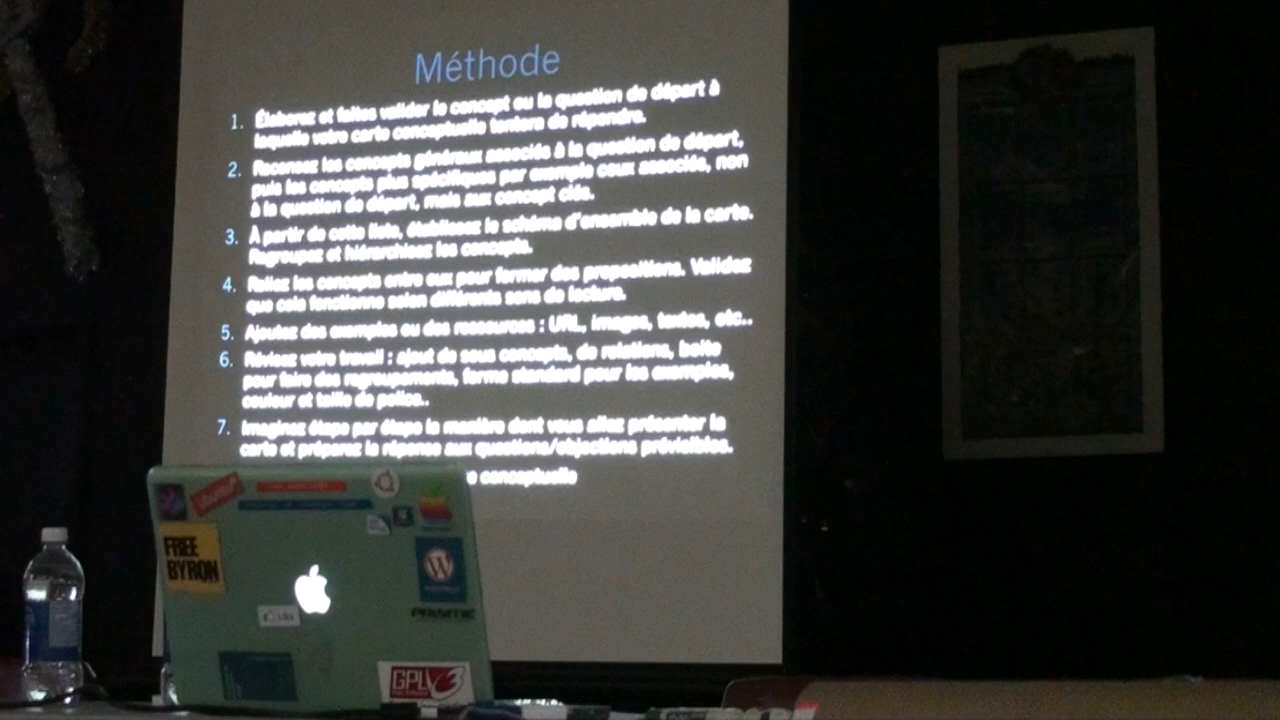 Méthode
1. Élaborez et faites valider le concept ou la question de départ à
laquelle votre carte conceptuelle tentera de répondre.
2. Recensez les concepts généraux associés à la question de départ,
puis les concepts plus spécifiques par exemple ceux associés, non
à la question de départ, mais aux concept clés.
3. À partir de cette liste, établissez le schéma d'ensemble de la carte.
Regroupez et hiérarchisez les concepts.
4. Reliez les concepts entre eux pour former des propositions. Validez
que cela fonctionne selon différents sens de lecture.
5. Ajoutez des exemples ou des ressources : URL, images, textes, etc..
6. Révisez votre travail : ajout de sous concepts, de relations, boîte
pour faire des regroupements, forme standard pour les exemples,
couleur et taille de police..
7. Imaginez étape par étape la manière dont vous allez présenter la
carte et préparez la réponse aux questions/objections prévisibles.
conceptuelle
ubuntu
FREE
BYRON
W
GPLv3